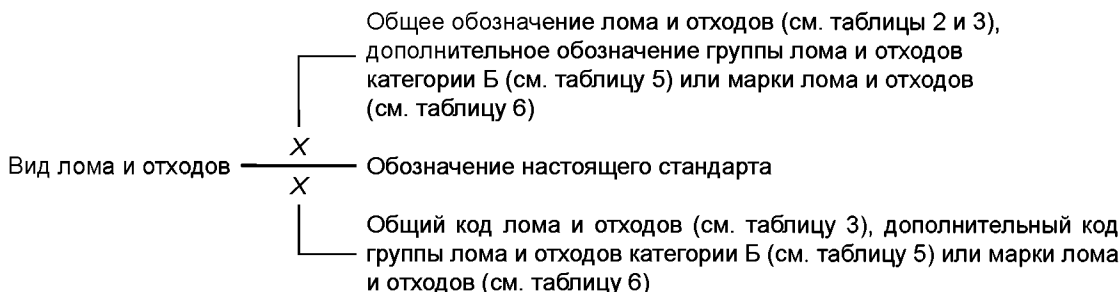 Общее обозначение лома и отходов (см. таблицы 2 и 3),
дополнительное обозначение группы лома и отходов
категории Б (см. таблицу 5) или марки лома и отходов
(см. таблицу 6)
X
Вид лома и отходов
Обозначение настоящего стандарта
X
Общий код лома и отходов (см. таблицу 3), дополнительный код
группы лома и отходов категории Б (см. таблицу 5) или марки лома
и отходов (см. таблицу 6)